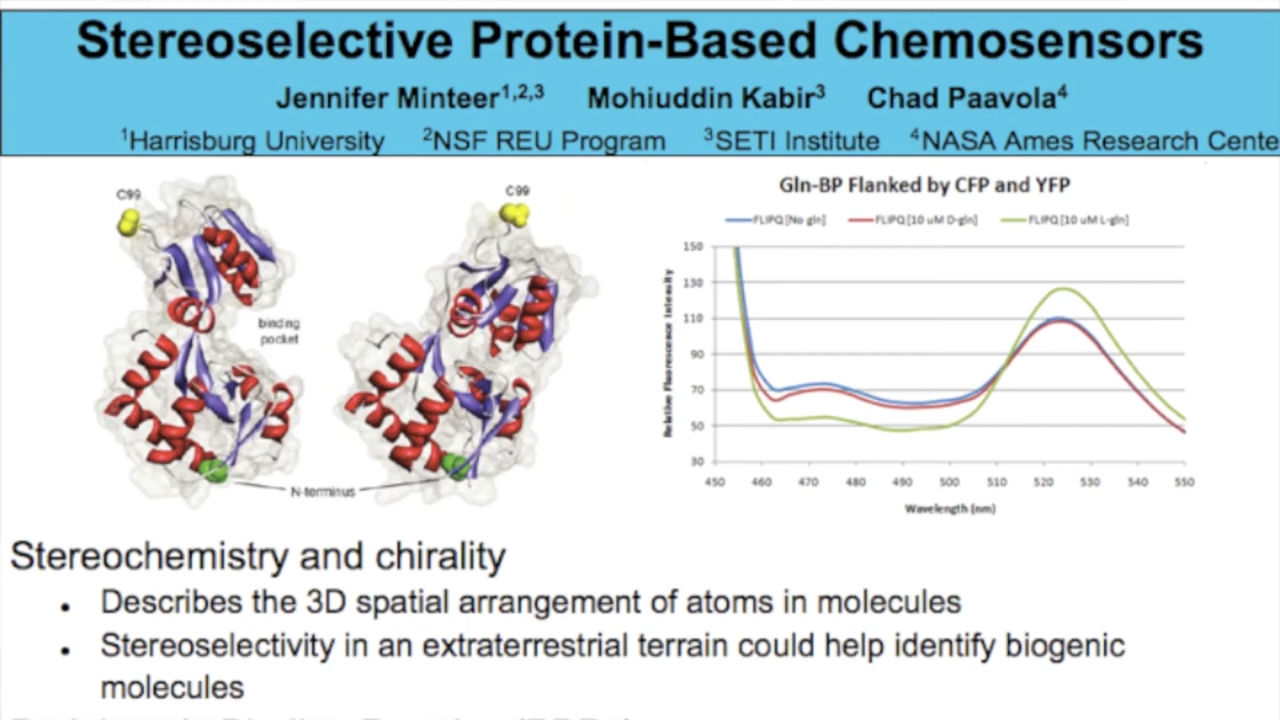 Stereoselective Protein-Based Chemosensors
Jennifer Minteer1,2,3 Mohiuddin Kabir3 Chad Paavola4
1Harrisburg University 2NSF REU Program 3SETI Institute 4NASA Ames Research Cente
C99
C99
binding
pocket
N-terminus
Gln-BP Flanked by CFP and YFP
FLIPQ [No gln] FLIPQ [10 uM D-gln] FLIPQ [10 uM L-gln]
Relative Fluorescence Intensity
150
130
110
90
70
50
30
450 460 470 480 490 500 510 520 530 540 550
Wavelength (nm)
Stereochemistry and chirality
• Describes the 3D spatial arrangement of atoms in molecules
• Stereoselectivity in an extraterrestrial terrain could help identify biogenic
molecules